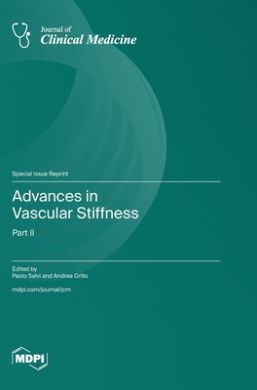 Journal of
Clinical Medicine
Special Issue Reprint
Advances in
Vascular Stiffness
Part II
Edited by
Paolo Salvi and Andrea Grillo
mdpi.com/journal/jcm
MDPI